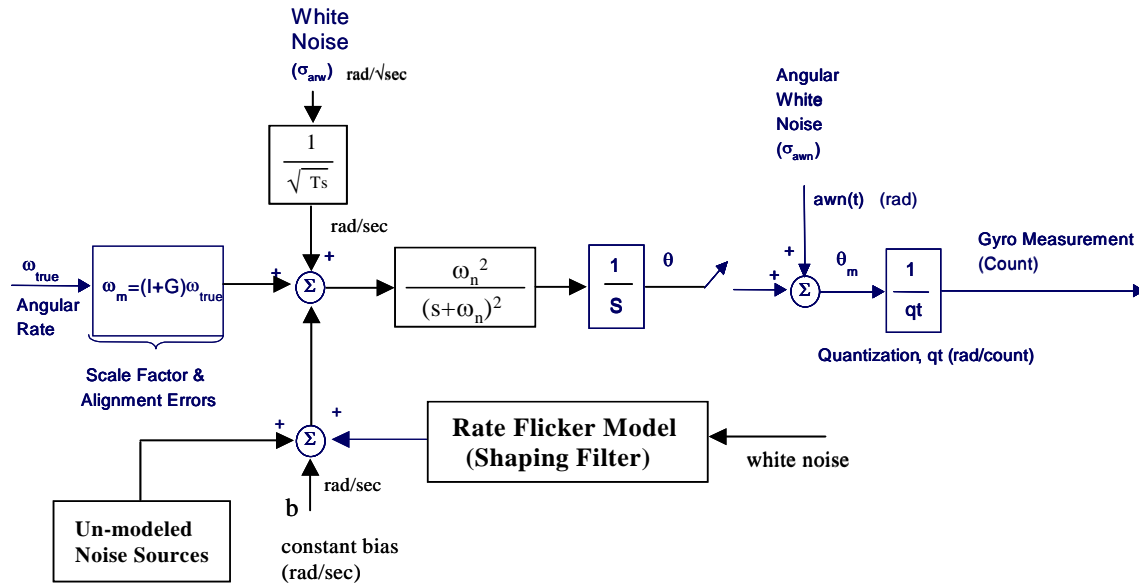 White
Noise
(σarw) rad/√sec
1
√Ts
rad/sec
Angular
White
Noise
(σawn)
awn(t) (rad)
ωtrue
Angular
Rate
ωm=(I+G)ωtrue
Scale Factor &
Alignment Errors
+
+
Σ
ωn²
(s+ωn)²
1
S
θ
+
+
Σ
θm
1
qt
Gyro Measurement
(Count)
Quantization, qt (rad/count)
+
+
Σ
rad/sec
b
constant bias
(rad/sec)
Rate Flicker Model
(Shaping Filter)
white noise
Un-modeled
Noise Sources